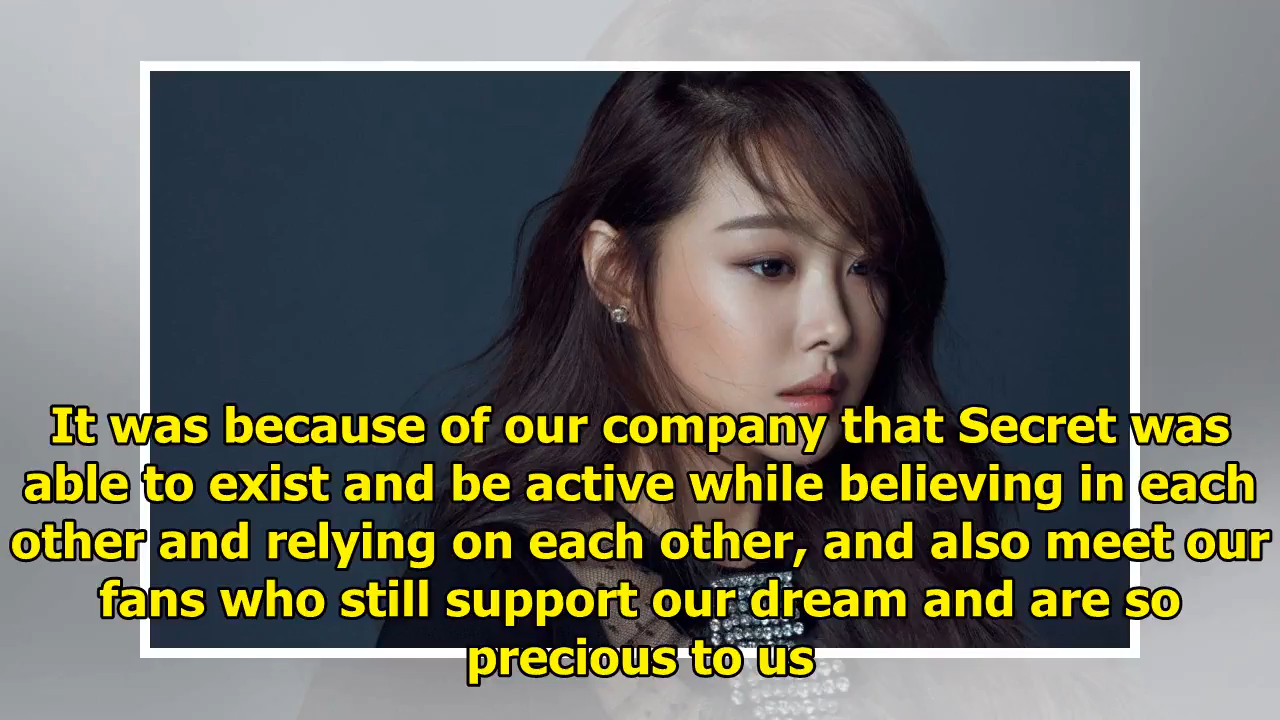 It was because of our company that Secret was
able to exist and be active while believing in each
other and relying on each other, and also meet our
fans who still support our dream and are so
precious to us